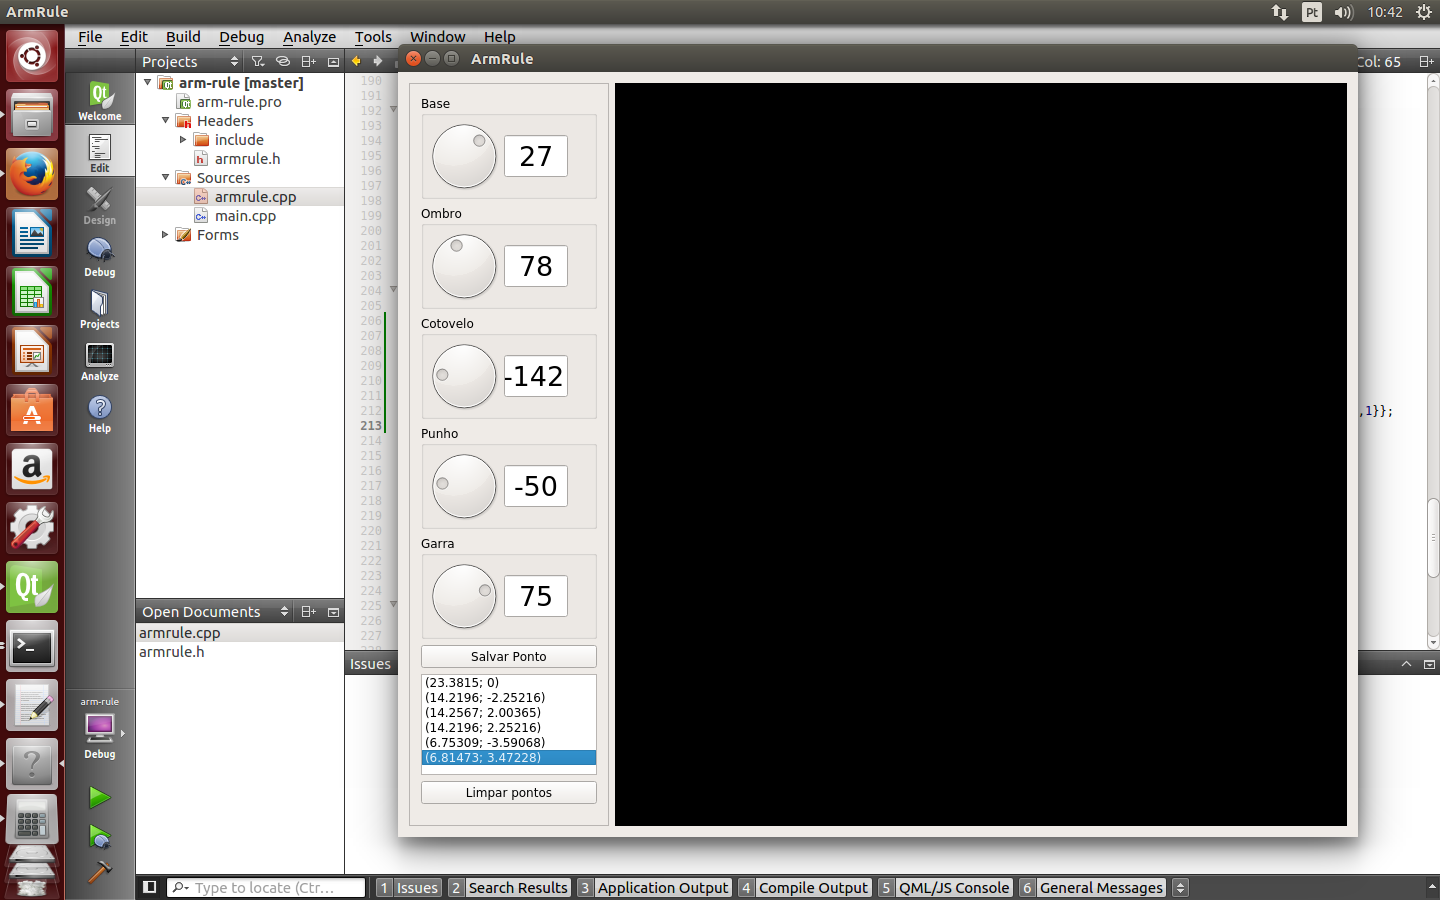 ArmRule
Pt
10:42
File Edit Build Debug Analyze Tools Window Help
Projects
ArmRule
Col: 65
arm-rule [master]
arm-rule.pro
Headers
include
armrule.h
Sources
armrule.cpp
main.cpp
Forms
Welcome
Edit
Design
Debug
Projects
Analyze
Help
190
191
192
193
194
195
196
197
198
199
200
201
202
203
204
205
206
207
208
209
210
211
212
213
214
215
216
217
218
219
220
221
222
223
224
225
226
227
,1}};
Base
27
Ombro
78
Cotovelo
-142
Punho
-50
Garra
75
Salvar Ponto
(23.3815; 0)
(14.2196; -2.25216)
(14.2567; 2.00365)
(14.2196; 2.25216)
(6.75309; -3.59068)
(6.81473; 3.47228)
Limpar pontos
Open Documents
armrule.cpp
armrule.h
Issues
arm-rule
Debug
Type to locate (Ctr...
1 Issues 2 Search Results 3 Application Output 4 Compile Output 5 QML/JS Console 6 General Messages